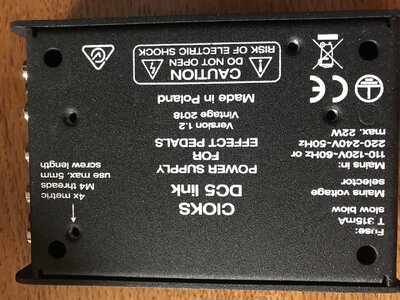 CIOKS
DC5 link
POWER SUPPLY
FOR
EFFECT PEDALS
Version 1.2
Vintage 2018
Made in Poland
CAUTION
DO NOT OPEN
RISK OF ELECTRIC SHOCK
Fuse:
T 315mA
slow blow
Mains voltage
selector
Mains in:
110-120V~60Hz or
220-240V~50Hz
max. 22W
CE
4x metric
M4 threads
use max. 5mm
screw length